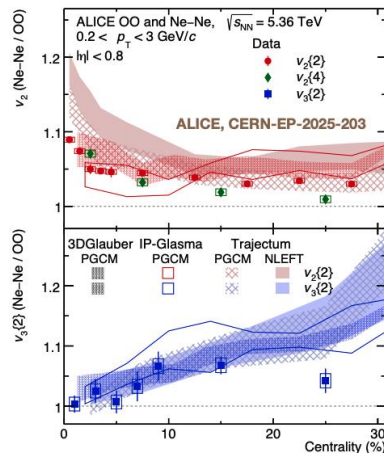 ALICE OO and Ne–Ne, √sNN = 5.36 TeV
0.2 < pT < 3 GeV/c
|η| < 0.8
Data
v2{2}
v2{4}
v3{2}
ALICE, CERN-EP-2025-203
v2 (Ne–Ne / OO)
1.2
1.1
1
3DGlauber IP-Glasma Trajectum
PGCM PGCM PGCM NLEFT
v2{2}
v3{2}
v3{2} (Ne–Ne / OO)
1.2
1.1
1
0 10 20 30
Centrality (%)